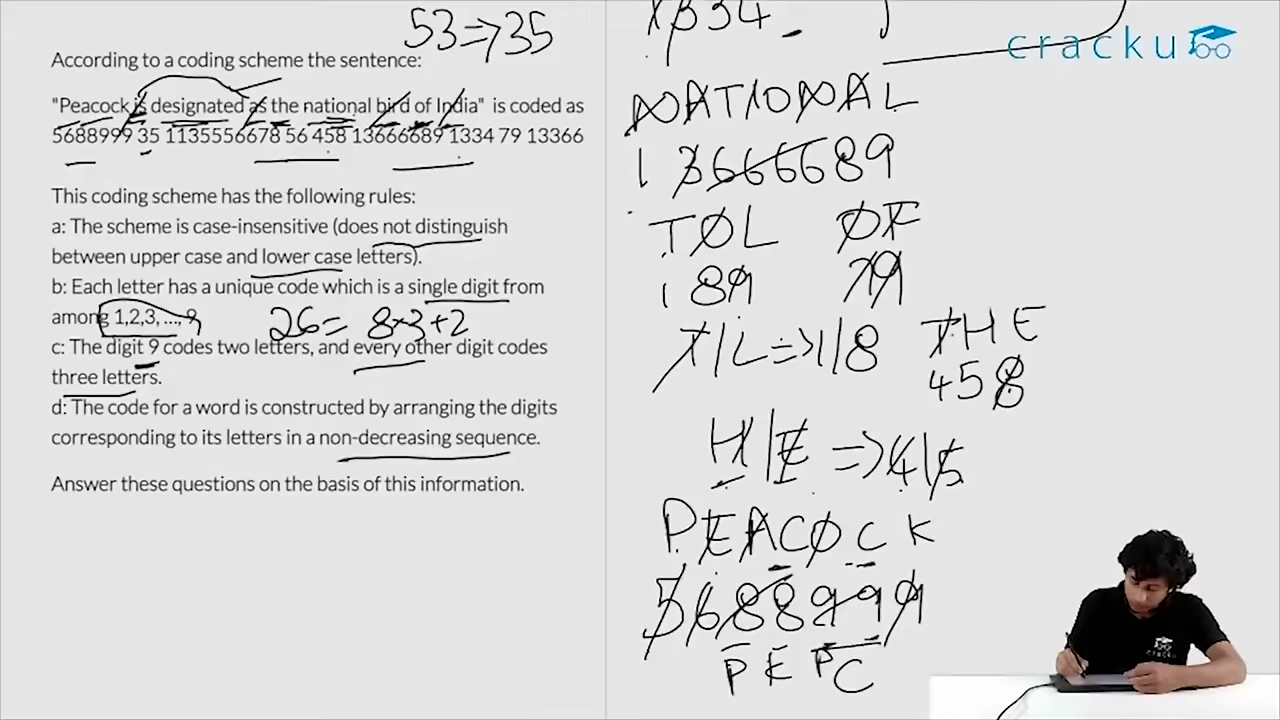 53⇒35
According to a coding scheme the sentence:
"Peacock is designated as the national bird of India" is coded as
5688999 35 1135556678 56 458 13666689 1334 79 13366
This coding scheme has the following rules:
a: The scheme is case-insensitive (does not distinguish
between upper case and lower case letters).
b: Each letter has a unique code which is a single digit from
among 1,2,3, ..., 9
26= 8×3+2
c: The digit 9 codes two letters, and every other digit codes
three letters.
d: The code for a word is constructed by arranging the digits
corresponding to its letters in a non-decreasing sequence.
Answer these questions on the basis of this information.
cracku
NATIONAL
13666689
TOL OF
189 79
T/L⇒1/8 THE
458
H/E ⇒4/5
PEACOCK
5688999
cracku